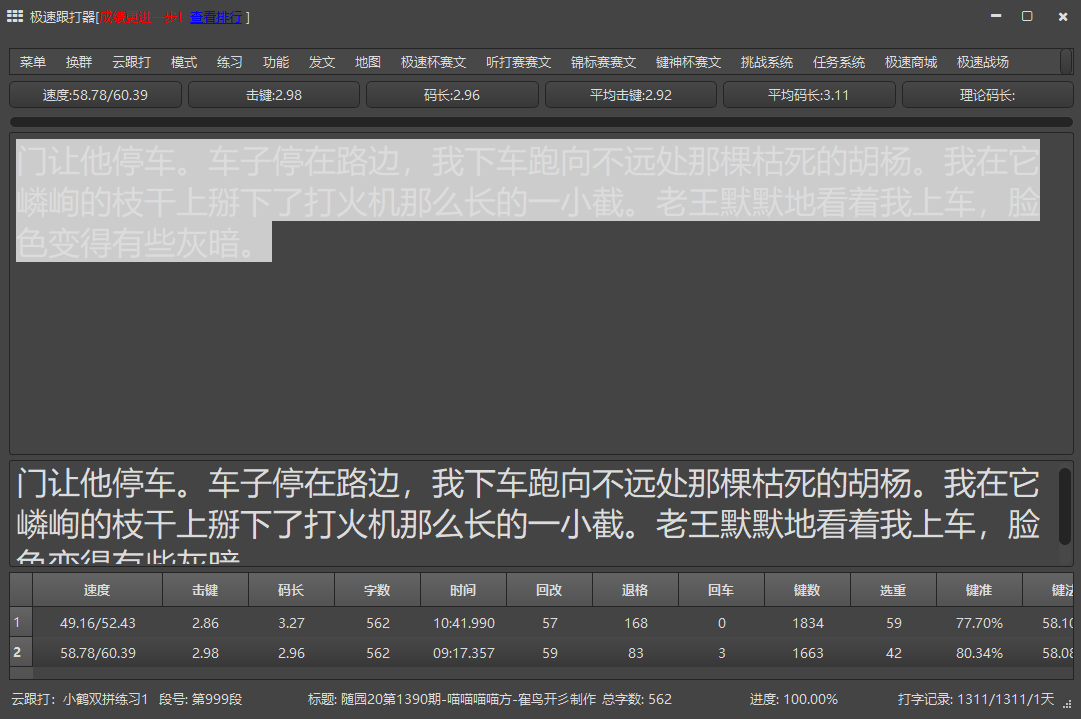 极速跟打器[成绩更进一步! 查看排行 ]
菜单 换群 云跟打 模式 练习 功能 发文 地图 极速杯赛文 听打赛赛文 锦标赛赛文 键神杯赛文 挑战系统 任务系统 极速商城 极速战场
速度:58.78/60.39 击键:2.98 码长:2.96 平均击键:2.92 平均码长:3.11 理论码长:
门让他停车。车子停在路边，我下车跑向不远处那棵枯死的胡杨。我在它
嶙峋的枝干上掰下了打火机那么长的一小截。老王默默地看着我上车，脸
色变得有些灰暗。
门让他停车。车子停在路边，我下车跑向不远处那棵枯死的胡杨。我在它
嶙峋的枝干上掰下了打火机那么长的一小截。老王默默地看着我上车，脸
色变得有些灰暗
速度 击键 码长 字数 时间 回改 退格 回车 键数 选重 键准 键法
1 49.16/52.43 2.86 3.27 562 10:41.990 57 168 0 1834 59 77.70% 58.10
2 58.78/60.39 2.98 2.96 562 09:17.357 59 83 3 1663 42 80.34% 58.08
云跟打: 小鹤双拼练习1 段号: 第999段 标题: 随园20第1390期-喵喵喵喵方-隺鸟开彡制作 总字数: 562 进度: 100.00% 打字记录: 1311/1311/1天